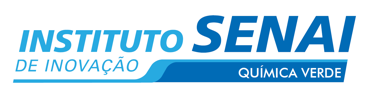 INSTITUTO SENAI
DE INOVAÇÃO
QUÍMICA VERDE